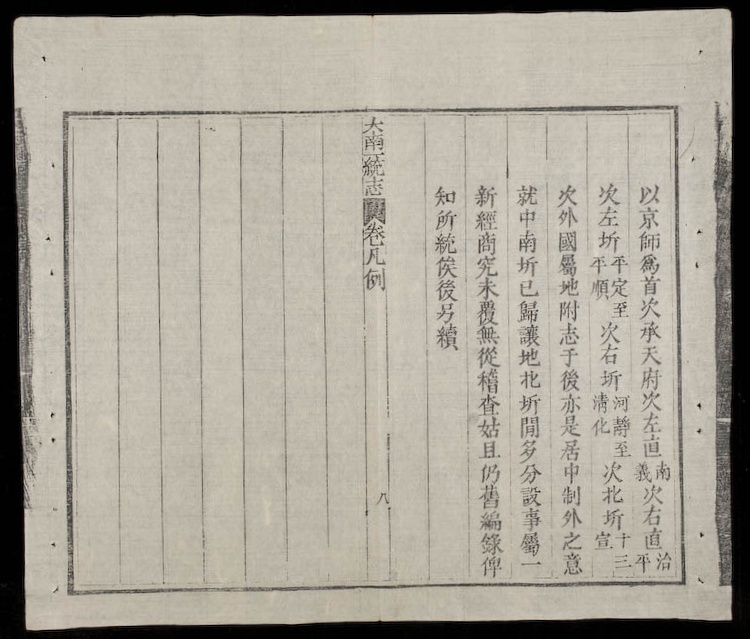 以京師爲首次承天府次左直南義次右直治平
次左圻平定至平順次右圻河靜至清化次北圻十三宣
次外國屬地附志于後亦是居中制外之意
就中南圻已歸讓地北圻閒多分設事屬一
新經商究未覆無從稽查姑且仍舊編錄俾
知所統俟後另續
大南一統志 卷凡例 八